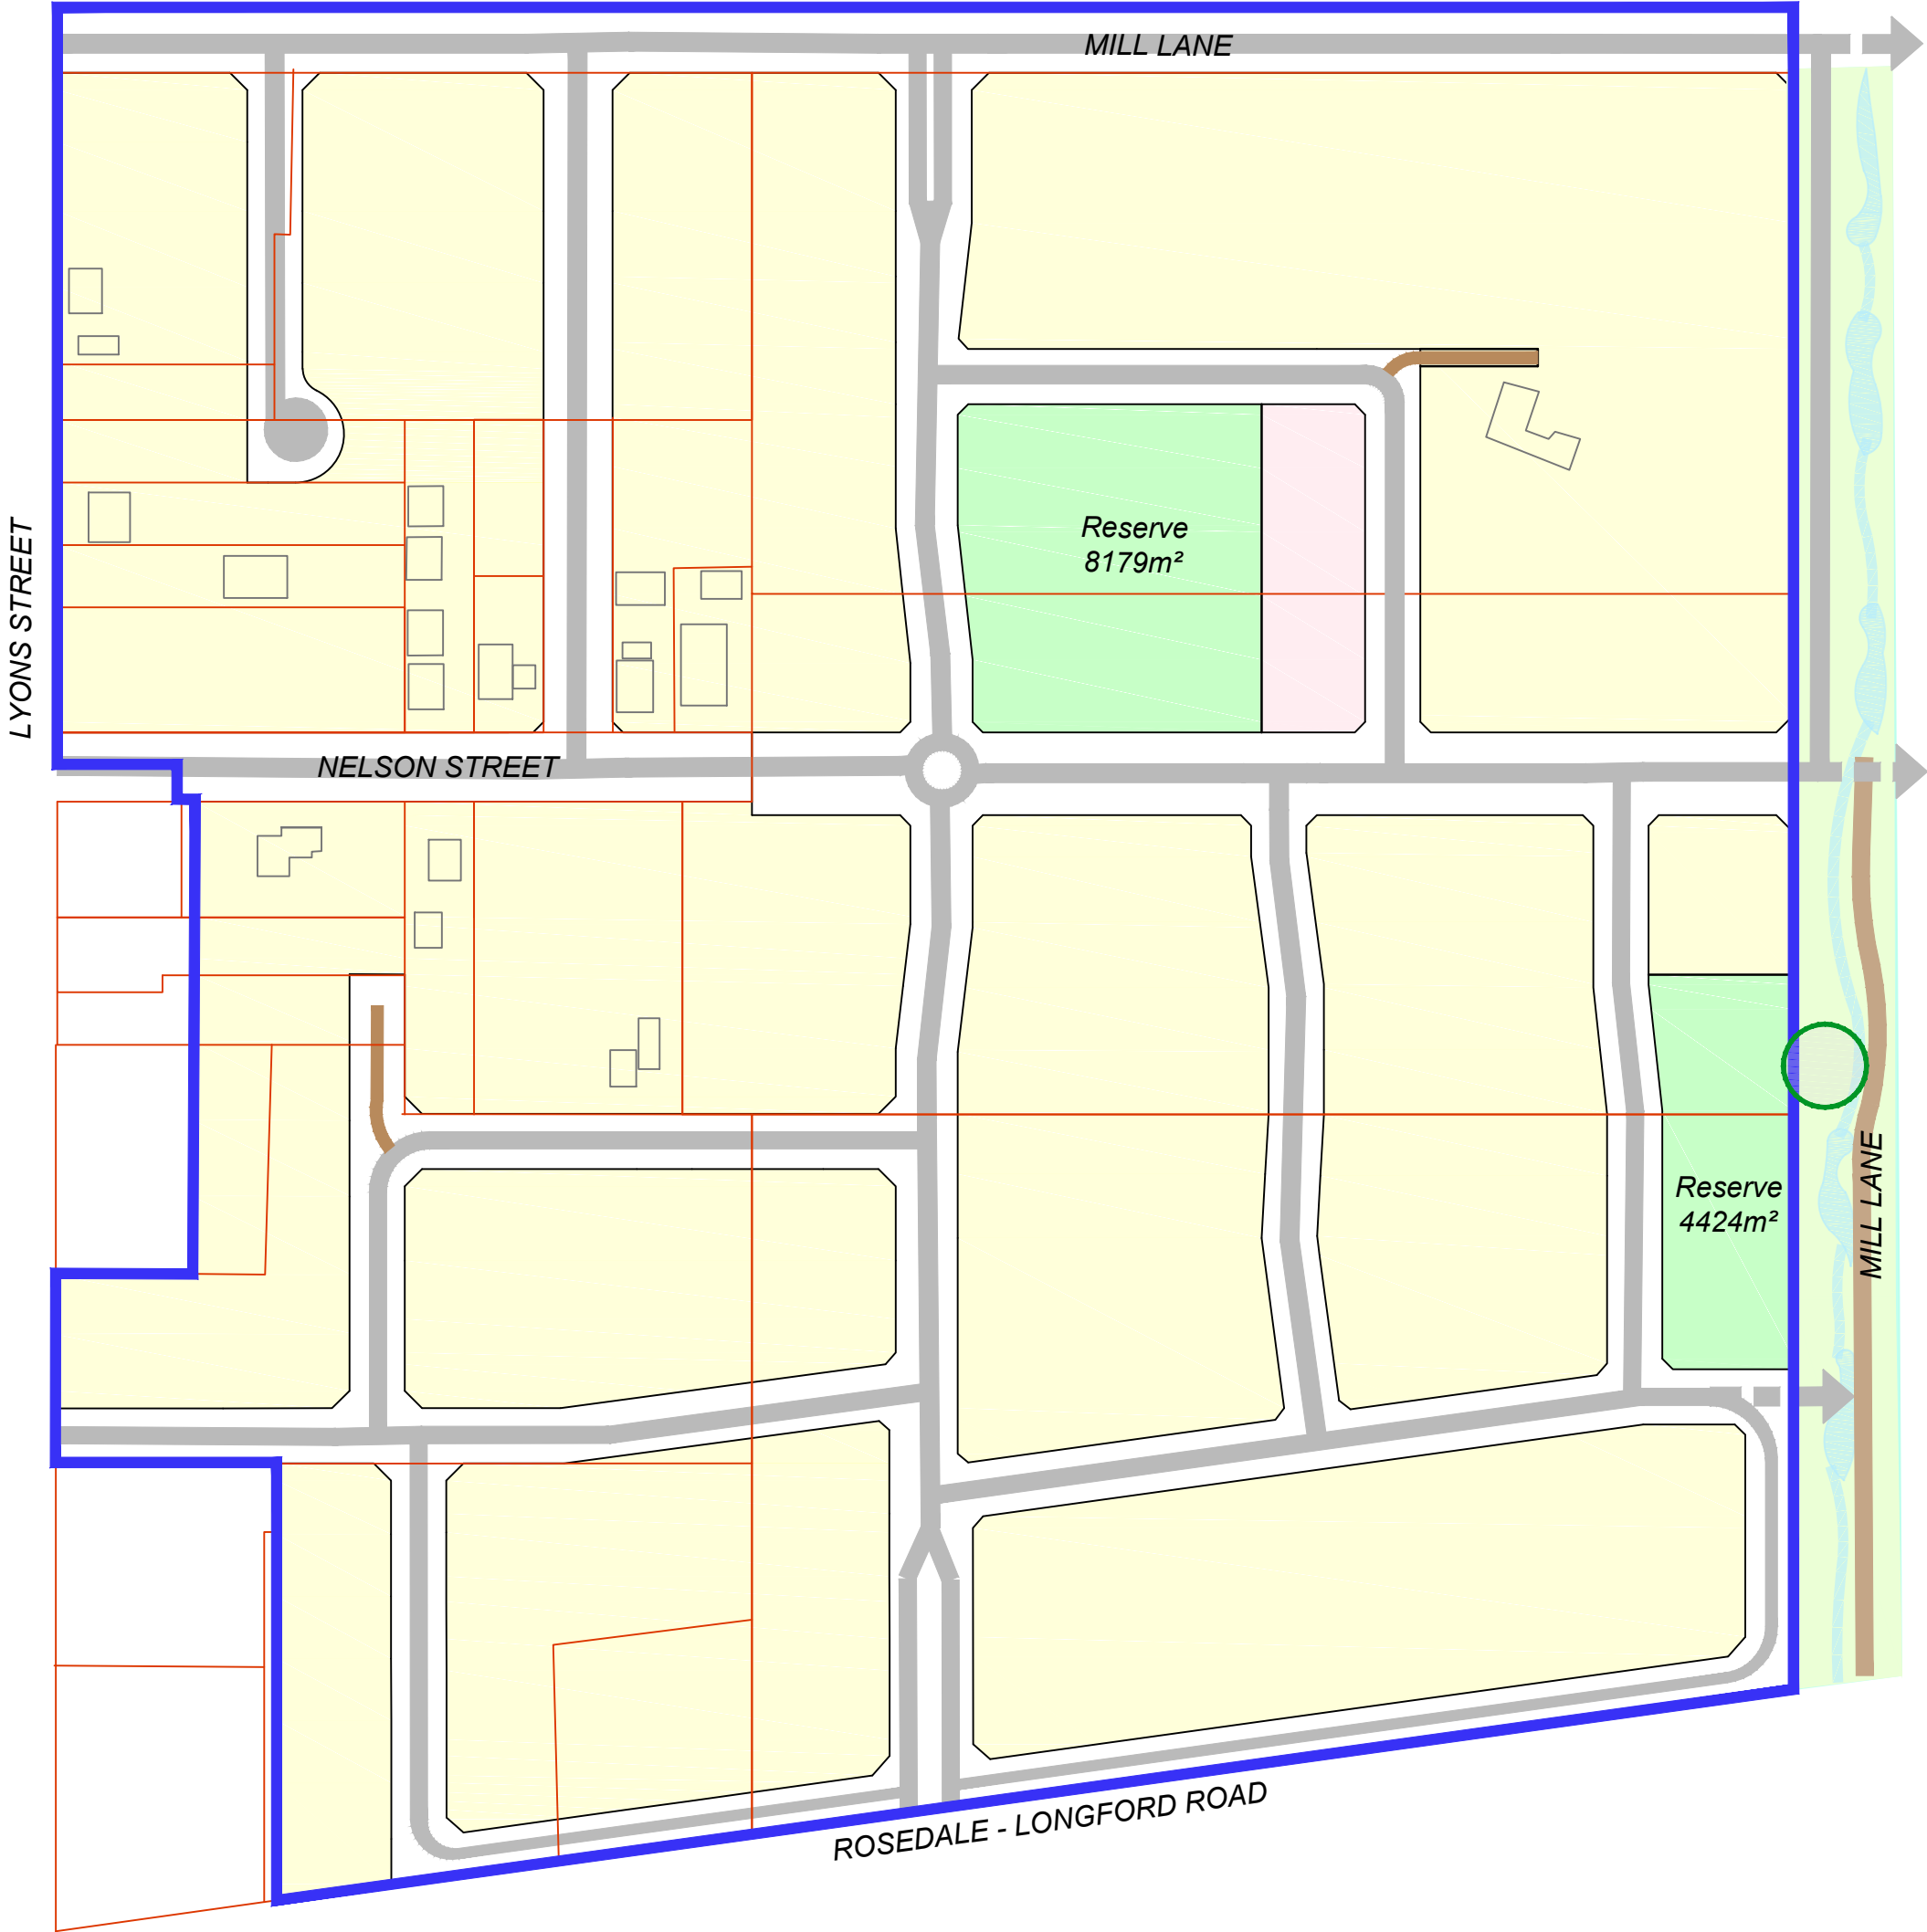 MILL LANE
Reserve
8179m²
LYONS STREET
NELSON STREET
MILL LANE
Reserve
4424m²
ROSEDALE - LONGFORD ROAD